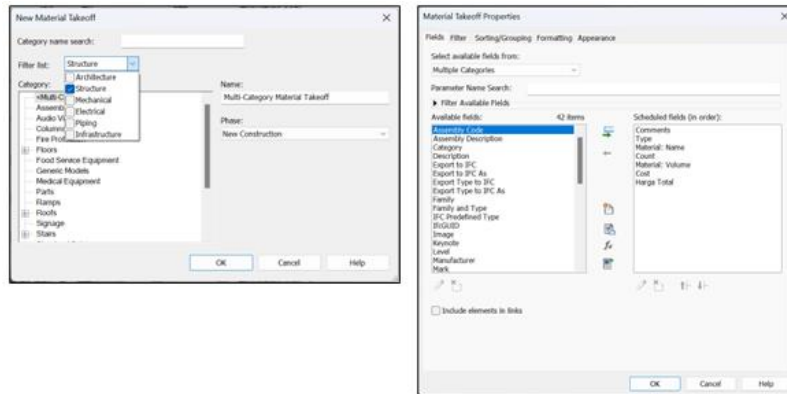 New Material Takeoff
Category name search:
Filter list: Structure
Architecture
Structure
Mechanical
Electrical
Piping
Infrastructure
Category:
<Multi-C
Assemb
Audio Vi
Columns
Fire Pro
Floors
Food Service Equipment
Generic Models
Medical Equipment
Parts
Ramps
Roofs
Signage
Stairs
Name:
Multi-Category Material Takeoff
Phase:
New Construction
OK Cancel Help
Material Takeoff Properties
Fields Filter Sorting/Grouping Formatting Appearance
Select available fields from:
Multiple Categories
Parameter Name Search:
Filter Available Fields
Available fields: 42 items
Assembly Code
Assembly Description
Category
Description
Export to IFC
Export to IFC As
Export Type to IFC
Export Type to IFC As
Family
Family and Type
IFC Predefined Type
IfcGUID
Image
Keynote
Level
Manufacturer
Mark
Scheduled fields (in order):
Comments
Type
Material: Name
Count
Material: Volume
Cost
Harga Total
Include elements in links
OK Cancel Help